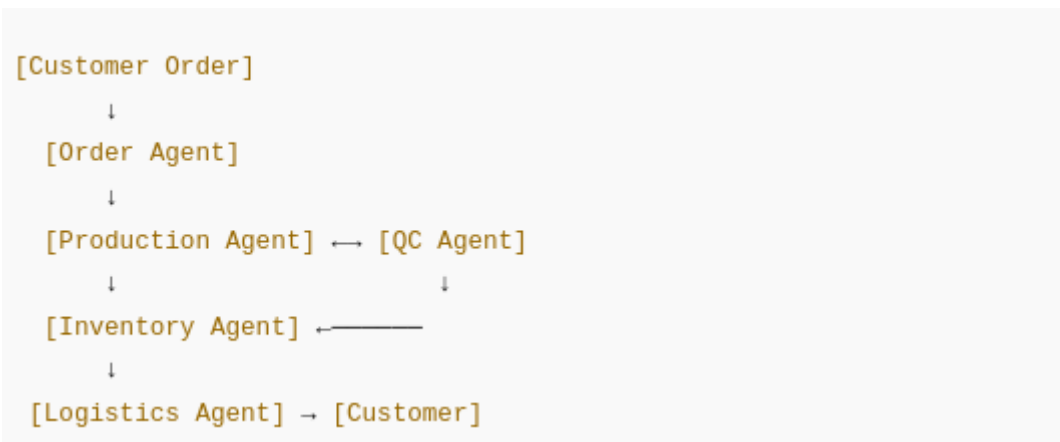 [Customer Order]
↓
[Order Agent]
↓
[Production Agent] ←→ [QC Agent]
↓ ↓
[Inventory Agent] ←──────
↓
[Logistics Agent] → [Customer]